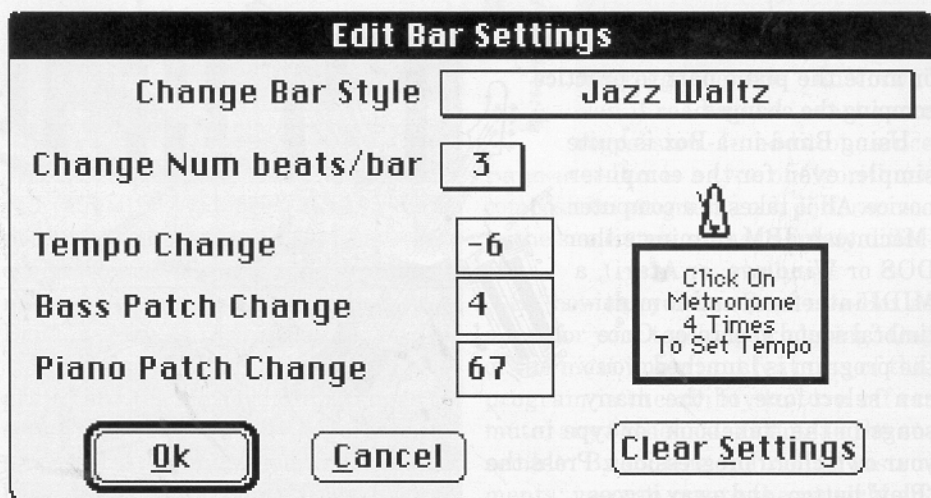 Edit Bar Settings
Change Bar Style Jazz Waltz
Change Num beats/bar 3
Tempo Change -6
Bass Patch Change 4
Piano Patch Change 67
Click On
Metronome
4 Times
To Set Tempo
Ok Cancel Clear Settings